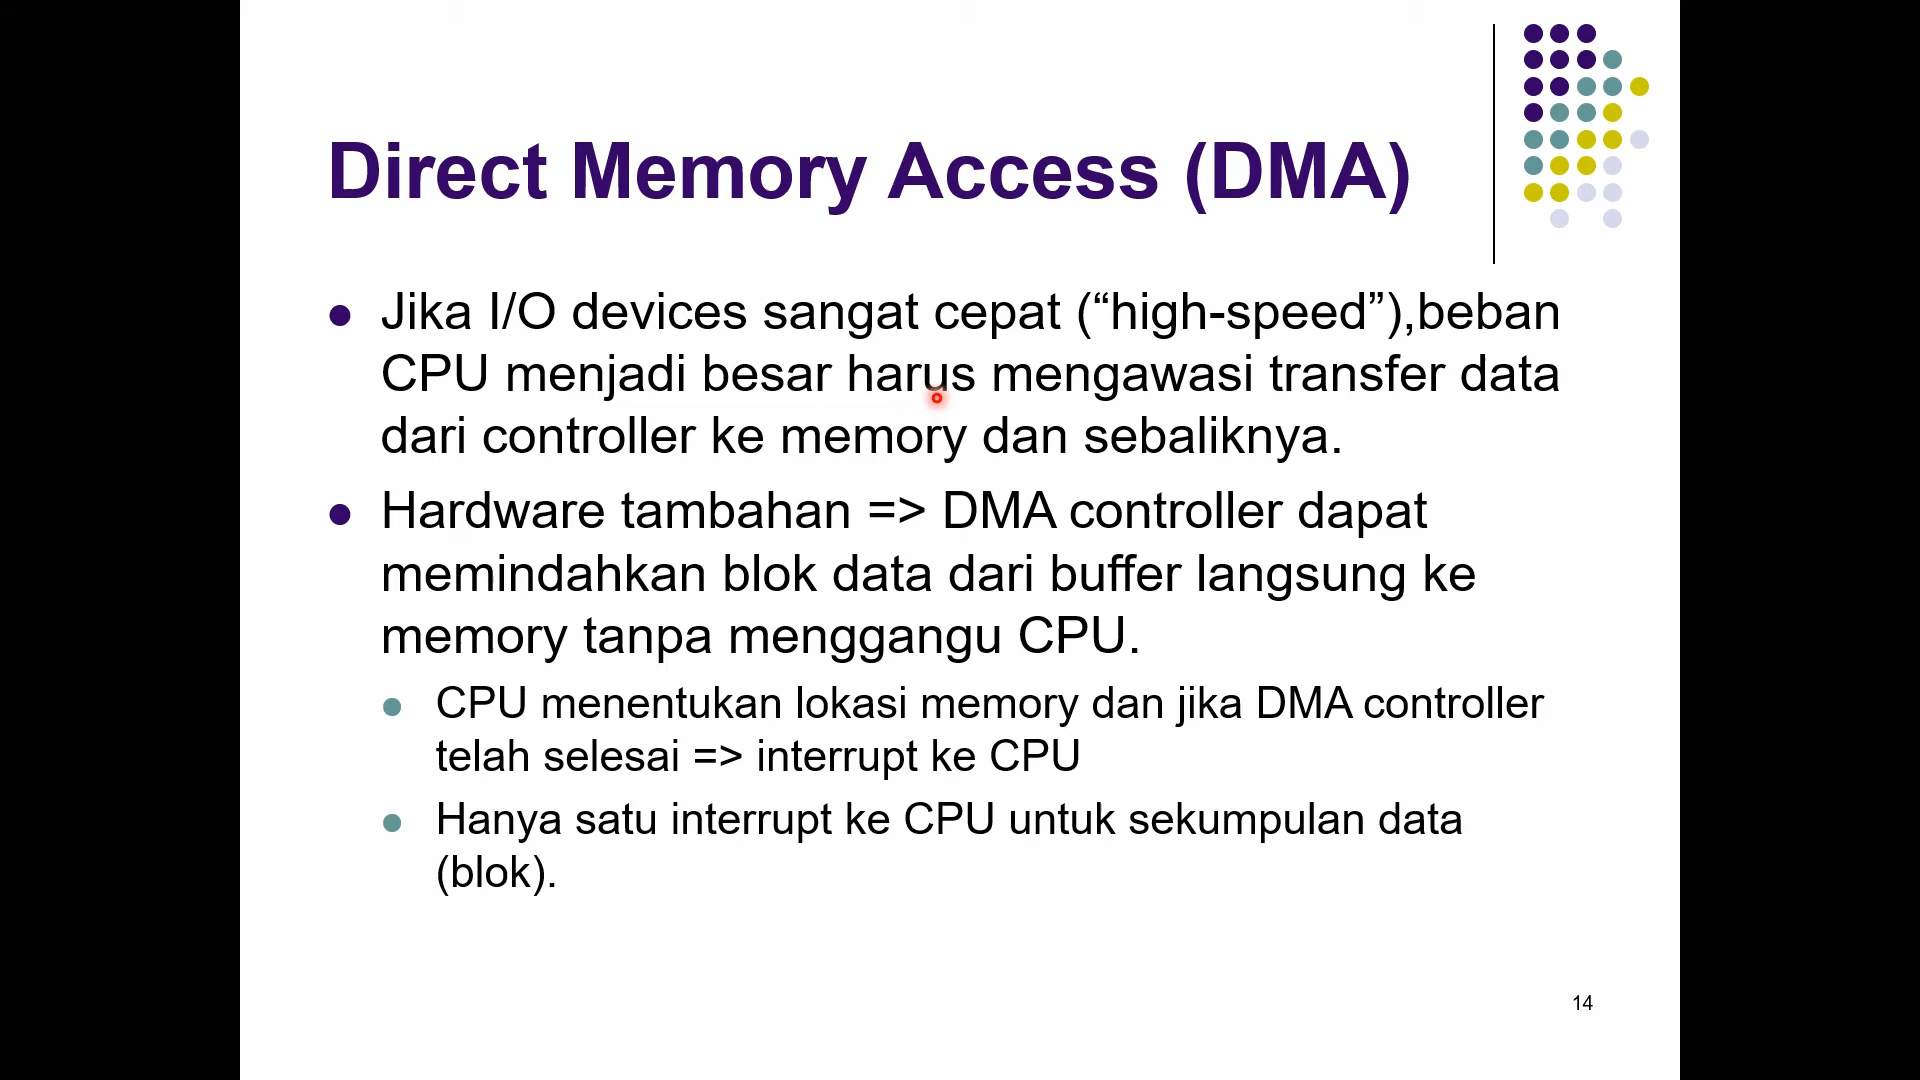 Direct Memory Access (DMA)
Jika I/O devices sangat cepat (“high-speed”),beban
CPU menjadi besar harus mengawasi transfer data
dari controller ke memory dan sebaliknya.
Hardware tambahan => DMA controller dapat
memindahkan blok data dari buffer langsung ke
memory tanpa menggangu CPU.
CPU menentukan lokasi memory dan jika DMA controller
telah selesai => interrupt ke CPU
Hanya satu interrupt ke CPU untuk sekumpulan data
(blok).
14